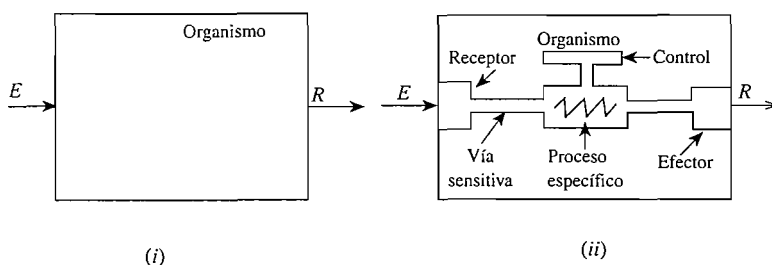 Organismo
E
R
(i)
Organismo
Receptor
Control
E
R
Vía
sensitiva
Proceso
específico
Efector
(ii)